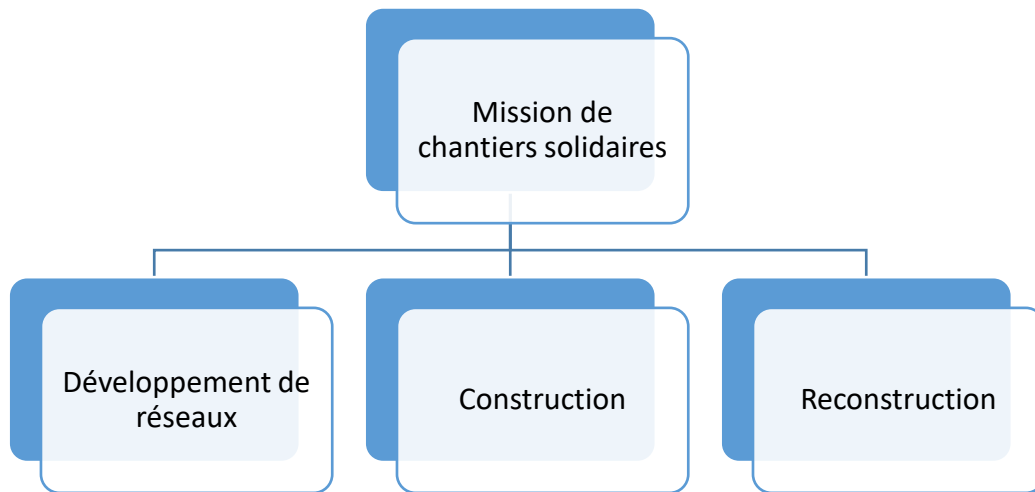 Mission de
chantiers solidaires
Développement de
réseaux
Construction
Reconstruction